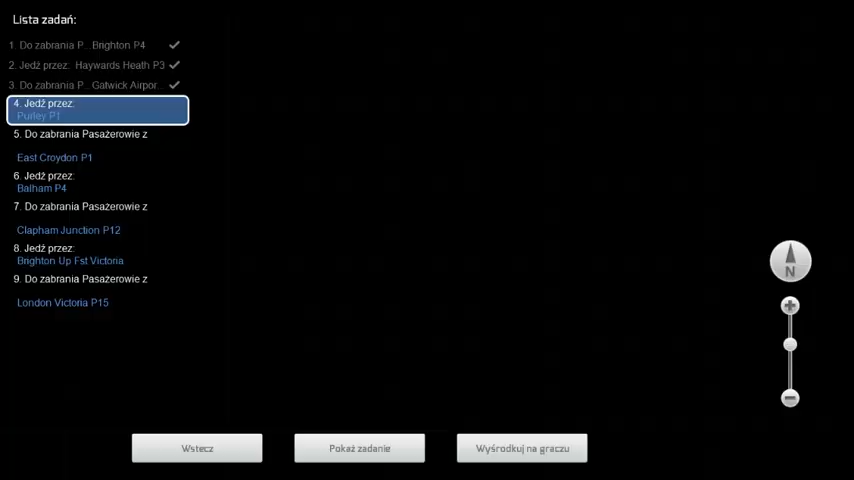 Lista zadań:
1. Do zabrania P...Brighton P4
2. Jedź przez: Haywards Heath P3
3. Do zabrania P...Gatwick Airpor...
4. Jedź przez:
Purley P1
5. Do zabrania Pasażerowie z
East Croydon P1
6. Jedź przez:
Balham P4
7. Do zabrania Pasażerowie z
Clapham Junction P12
8. Jedź przez:
Brighton Up Fst Victoria
9. Do zabrania Pasażerowie z
London Victoria P15
N
Wstecz
Pokaż zadanie
Wyśrodkuj na graczu